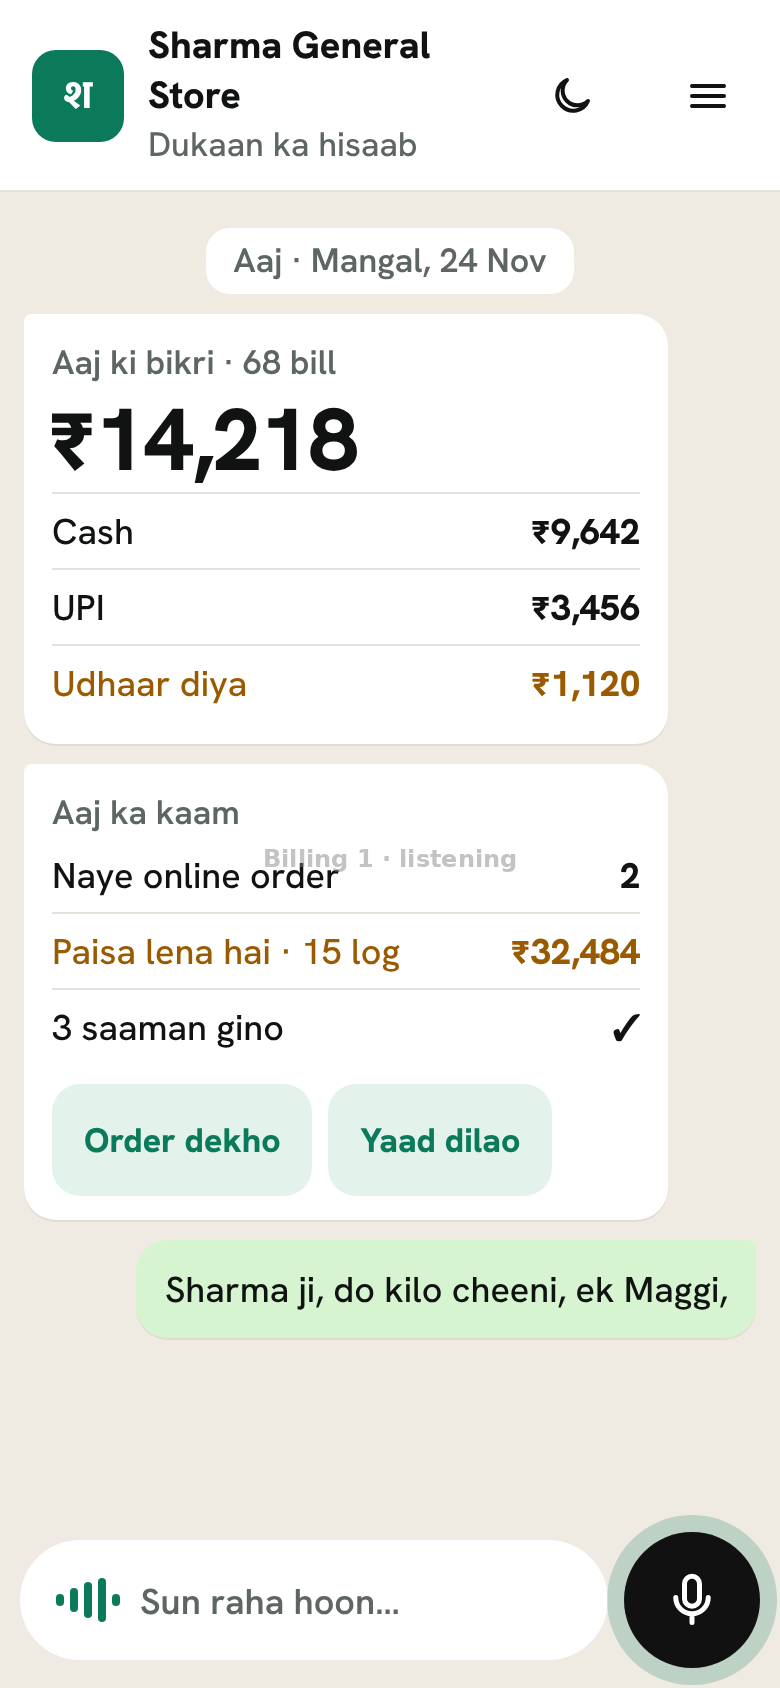 श
Sharma General
Store
Dukaan ka hisaab
Aaj · Mangal, 24 Nov
Aaj ki bikri · 68 bill
₹14,218
Cash ₹9,642
UPI ₹3,456
Udhaar diya ₹1,120
Aaj ka kaam
Billing 1 · listening
Naye online order 2
Paisa lena hai · 15 log ₹32,484
3 saaman gino ✓
Order dekho Yaad dilao
Sharma ji, do kilo cheeni, ek Maggi,
Sun raha hoon...